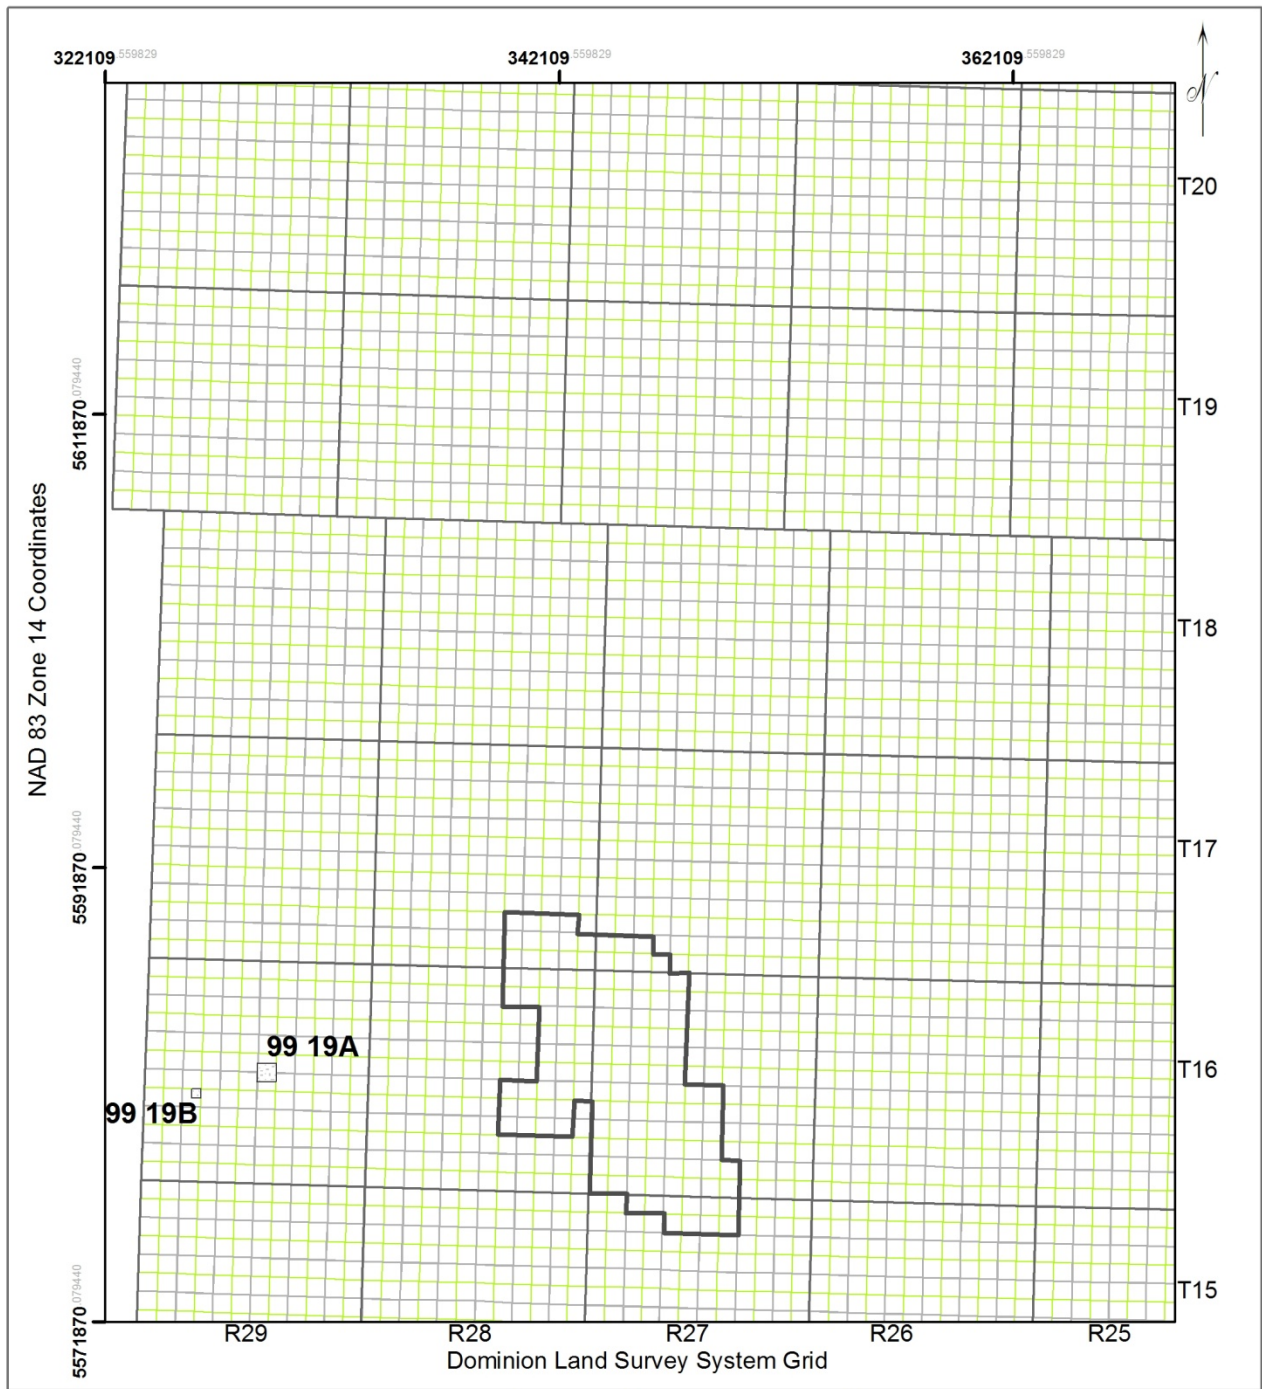 322109.559829 342109.559829 362109.559829
N
T20
5611870.079440
T19
NAD 83 Zone 14 Coordinates
T18
5591870.079440
T17
99 19A
T16
99 19B
5571870.079440
T15
R29 R28 R27 R26 R25
Dominion Land Survey System Grid